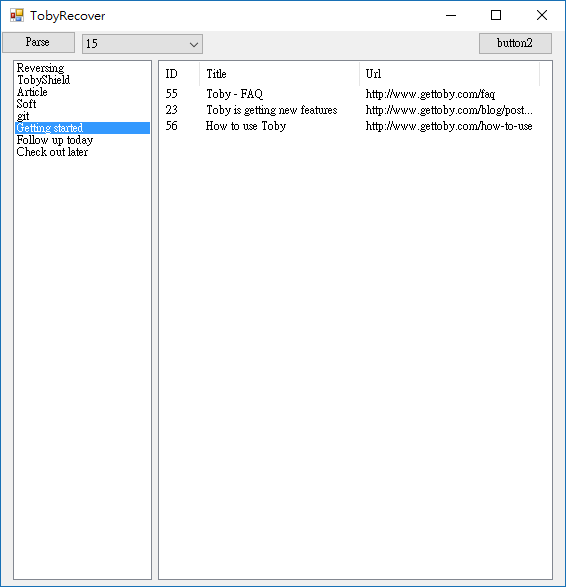 TobyRecover
Parse 15 button2
Reversing
TobyShield
Article
Soft
git
Getting started
Follow up today
Check out later
ID Title Url
55 Toby - FAQ http://www.gettoby.com/faq
23 Toby is getting new features http://www.gettoby.com/blog/post...
56 How to use Toby http://www.gettoby.com/how-to-use